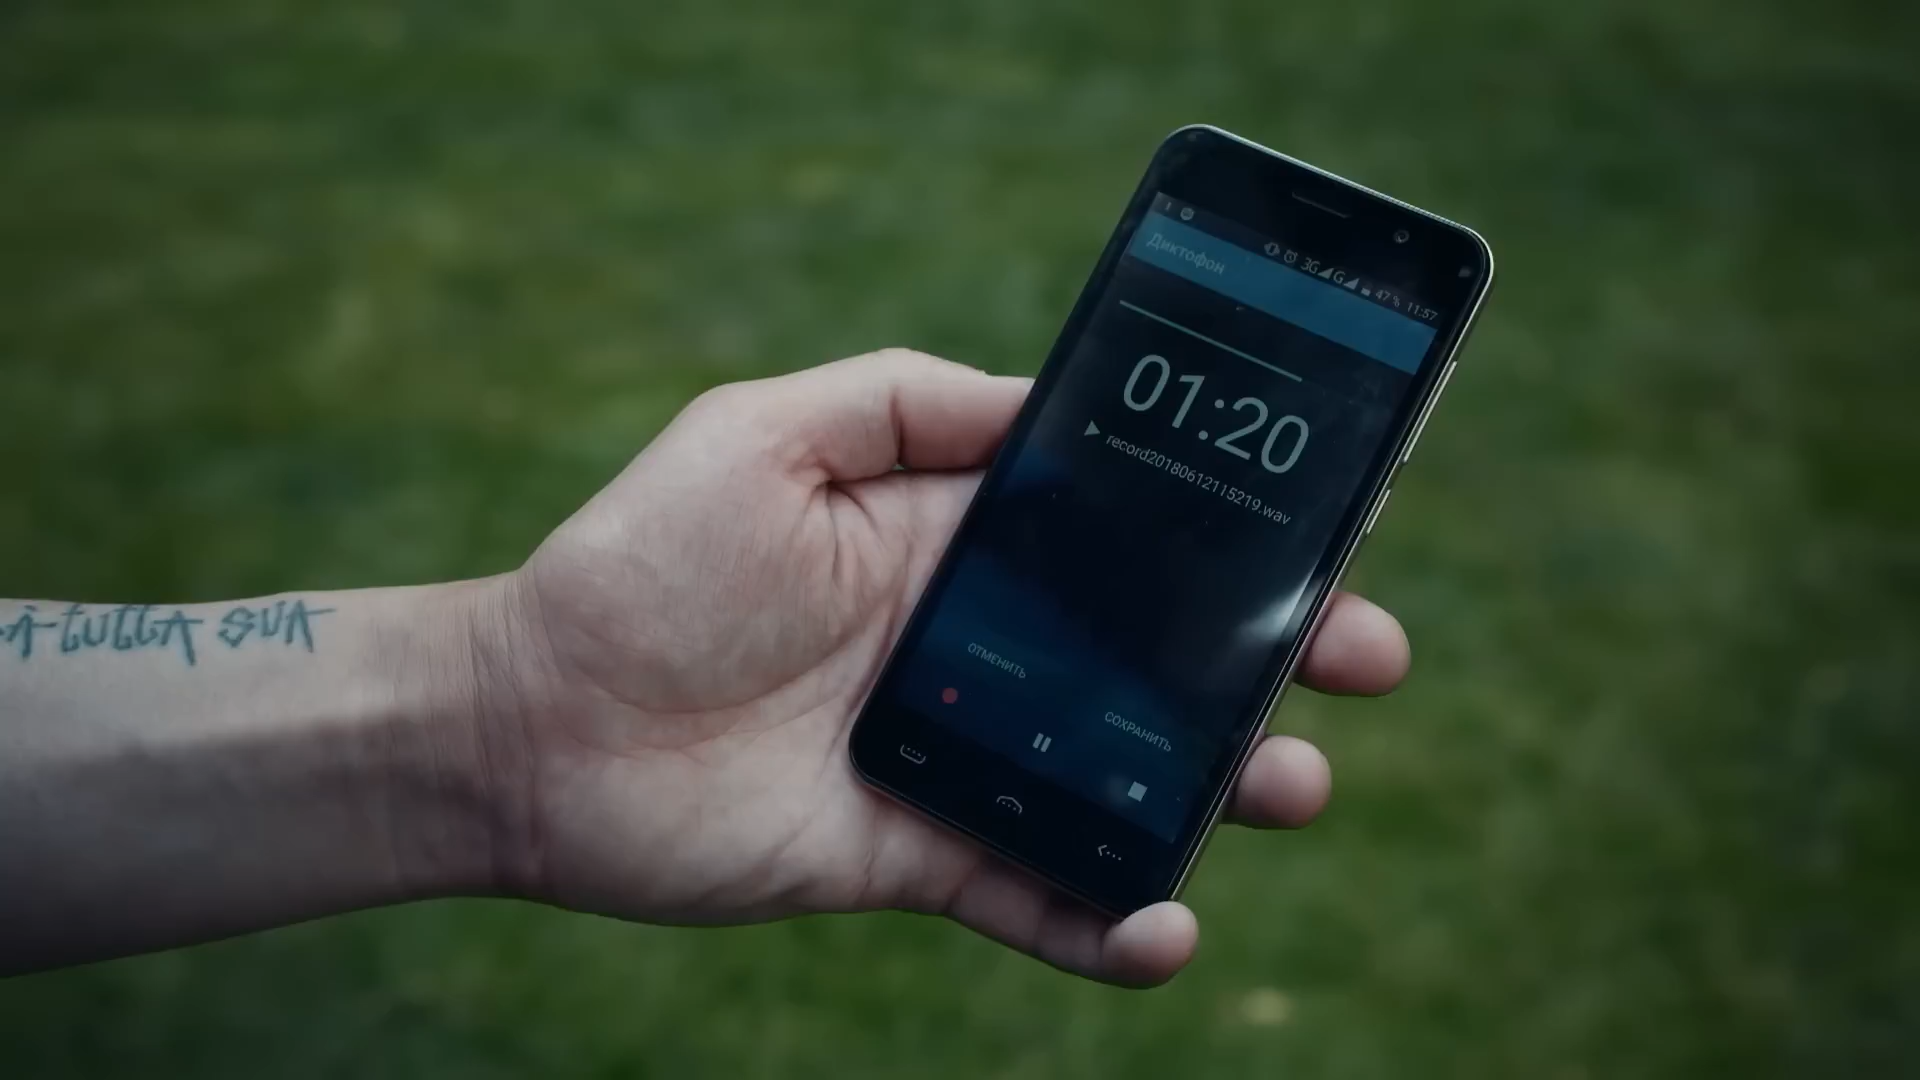 3G G 47 % 11:57
Диктофон
01:20
record20180612115219.wav
ОТМЕНИТЬ
СОХРАНИТЬ
tutta sua